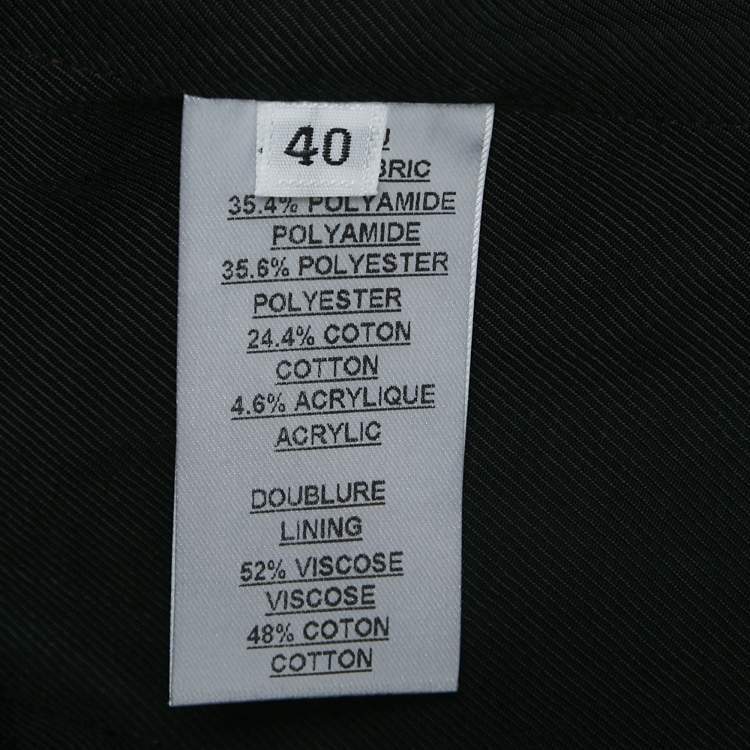 40
35.4% POLYAMIDE
POLYAMIDE
35.6% POLYESTER
POLYESTER
24.4% COTON
COTTON
4.6% ACRYLIQUE
ACRYLIC
DOUBLURE
LINING
52% VISCOSE
VISCOSE
48% COTON
COTTON